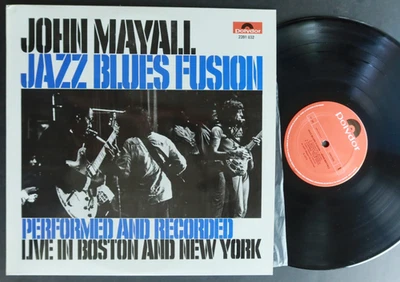 JOHN MAYALL
JAZZ BLUES FUSION
Polydor
PERFORMED AND RECORDED
LIVE IN BOSTON AND NEW YORK
Polydor